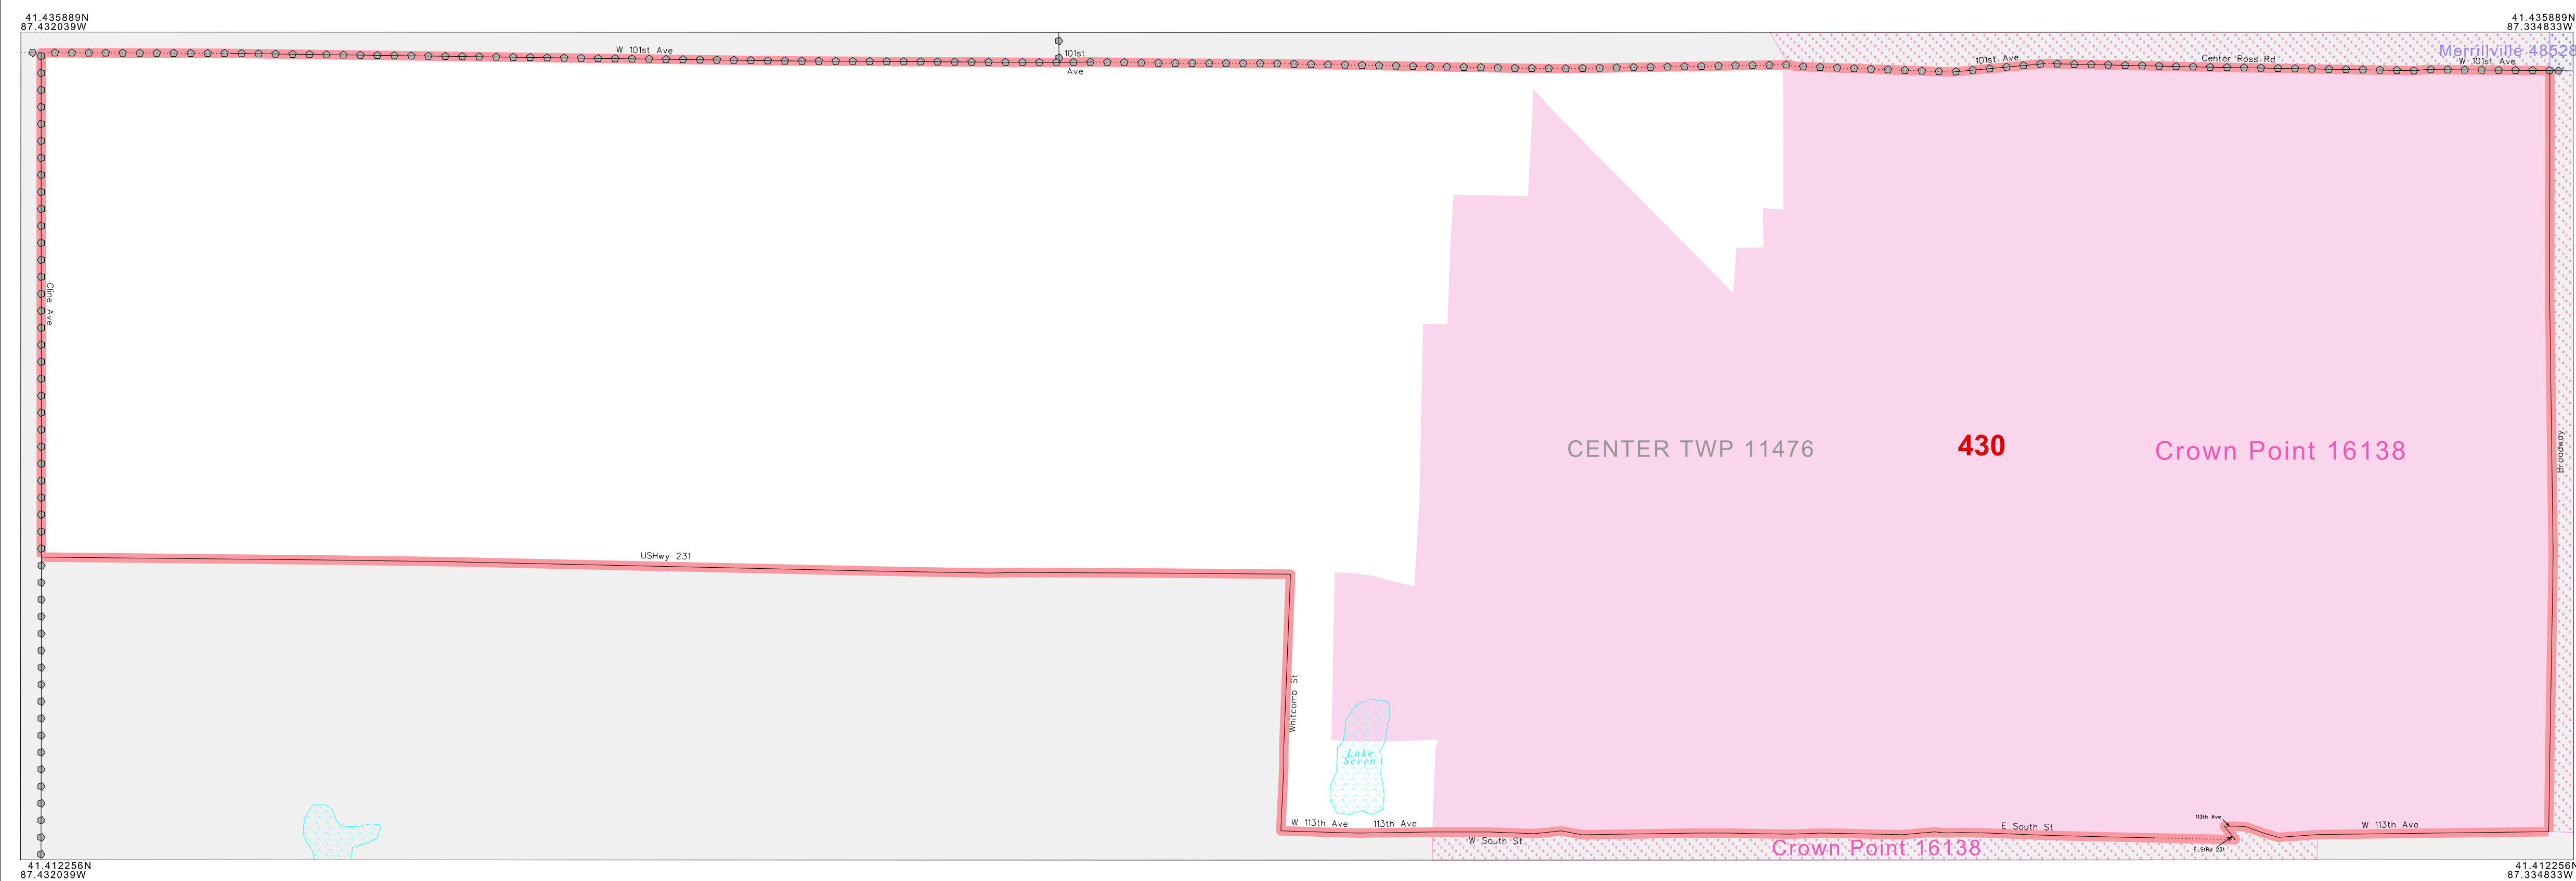 41.435889N
87.432039W
41.435889N
87.334833W
W 101st Ave
101st
Ave
101st Ave
Center Ross Rd
W 101st Ave
Merrillville 48528
Cline Ave
CENTER TWP 11476
430
Crown Point 16138
Broadway
USHwy 231
Whitcomb St
Lake
Seven
W 113th Ave
113th Ave
W South St
E South St
113th Ave
E StRd 231
W 113th Ave
Crown Point 16138
41.412256N
87.432039W
41.412256N
87.334833W